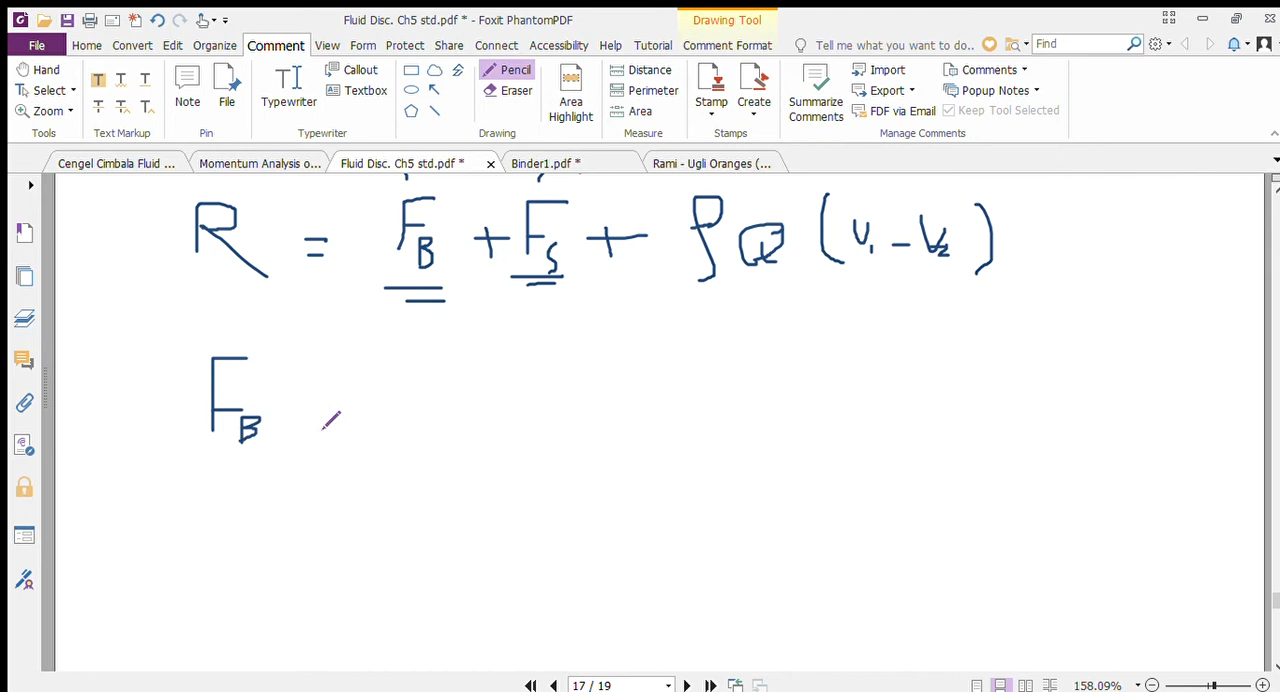 Fluid Disc. Ch5 std.pdf * - Foxit PhantomPDF
Drawing Tool
File Home Convert Edit Organize Comment View Form Protect Share Connect Accessibility Help Tutorial Comment Format Tell me what you want to do.. Find
Hand
Select
Zoom
Tools
Text Markup
Note
File
Pin
Typewriter
Callout
Textbox
Typewriter
Pencil
Eraser
Drawing
Area
Highlight
Distance
Perimeter
Area
Measure
Stamp
Create
Stamps
Summarize
Comments
Import
Export
FDF via Email
Comments
Popup Notes
Keep Tool Selected
Manage Comments
Cengel Cimbala Fluid ... Momentum Analysis o... Fluid Disc. Ch5 std.pdf * Binder1.pdf * Rami - Ugli Oranges (...
R = F_B + F_S + ρ Q (V_1 - V_2)
F_B
17 / 19
158.09%